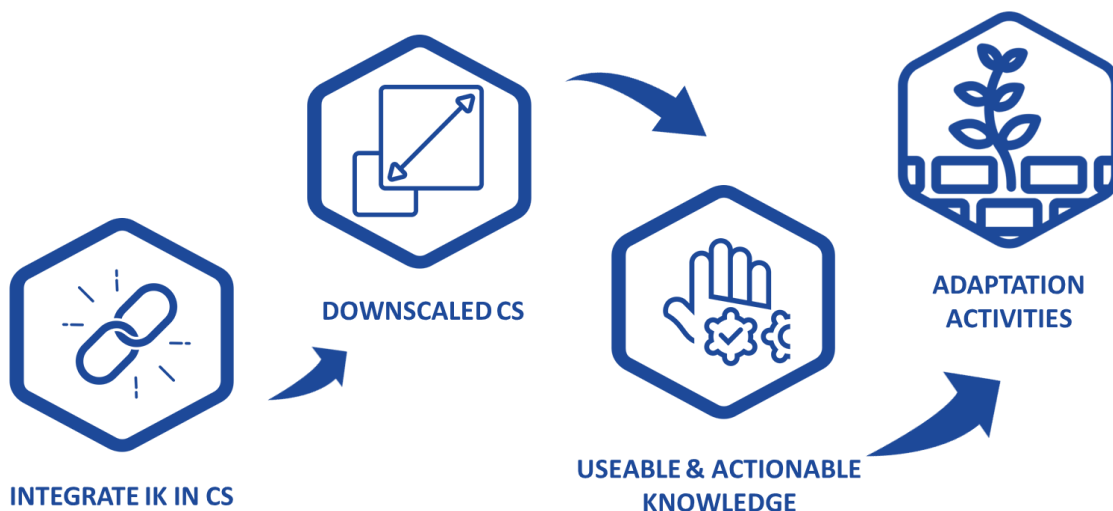 INTEGRATE IK IN CS
DOWNSCALED CS
USEABLE & ACTIONABLE
KNOWLEDGE
ADAPTATION
ACTIVITIES